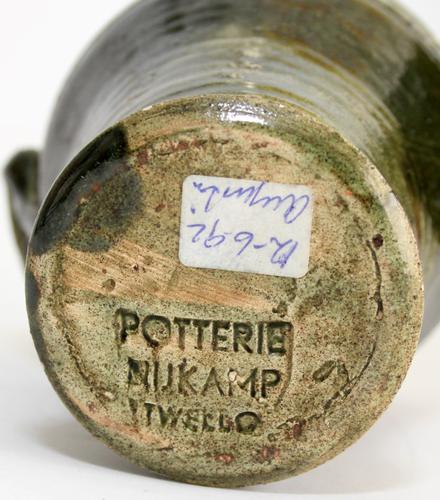 12-6-92
POTTERIE
NIJKAMP
TWELLO